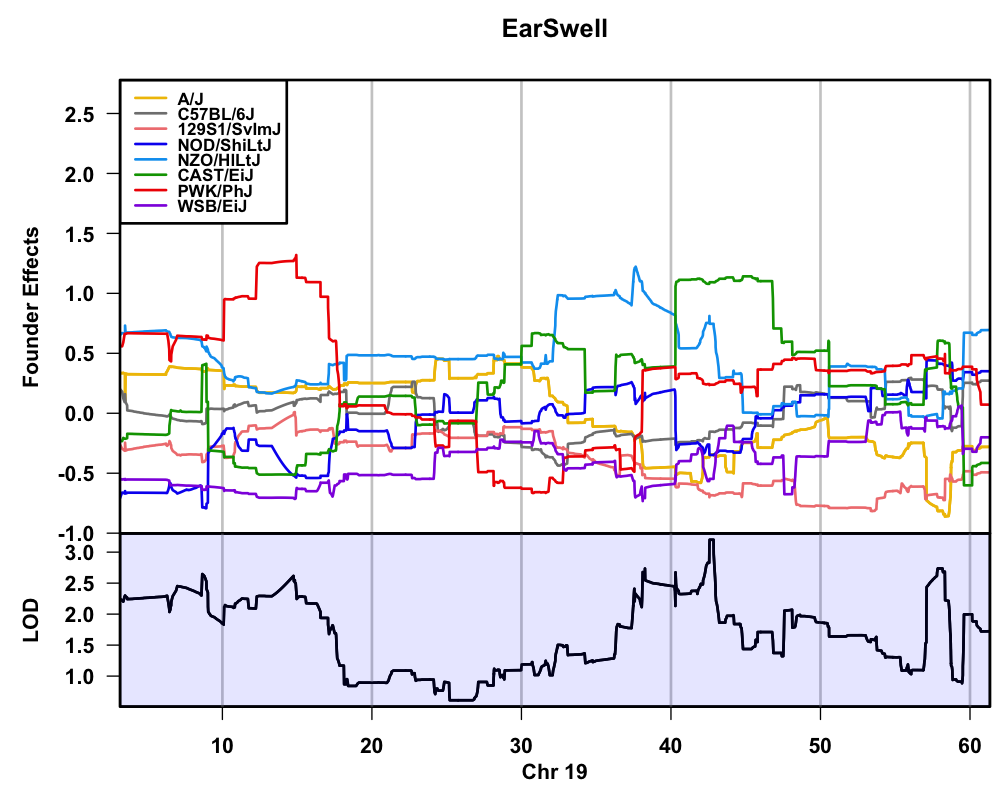 EarSwell
Founder Effects
2.5
2.0
1.5
1.0
0.5
0.0
-0.5
-1.0
A/J
C57BL/6J
129S1/SvImJ
NOD/ShiLtJ
NZO/HlLtJ
CAST/EiJ
PWK/PhJ
WSB/EiJ
LOD
3.0
2.5
2.0
1.5
1.0
10 20 30 40 50 60
Chr 19